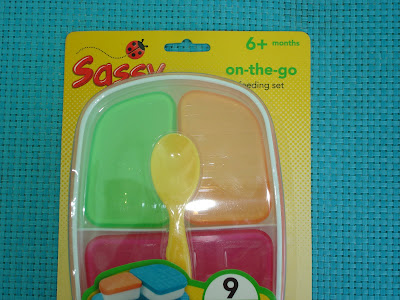 Sassy
6+ months
on-the-go
feeding set
9